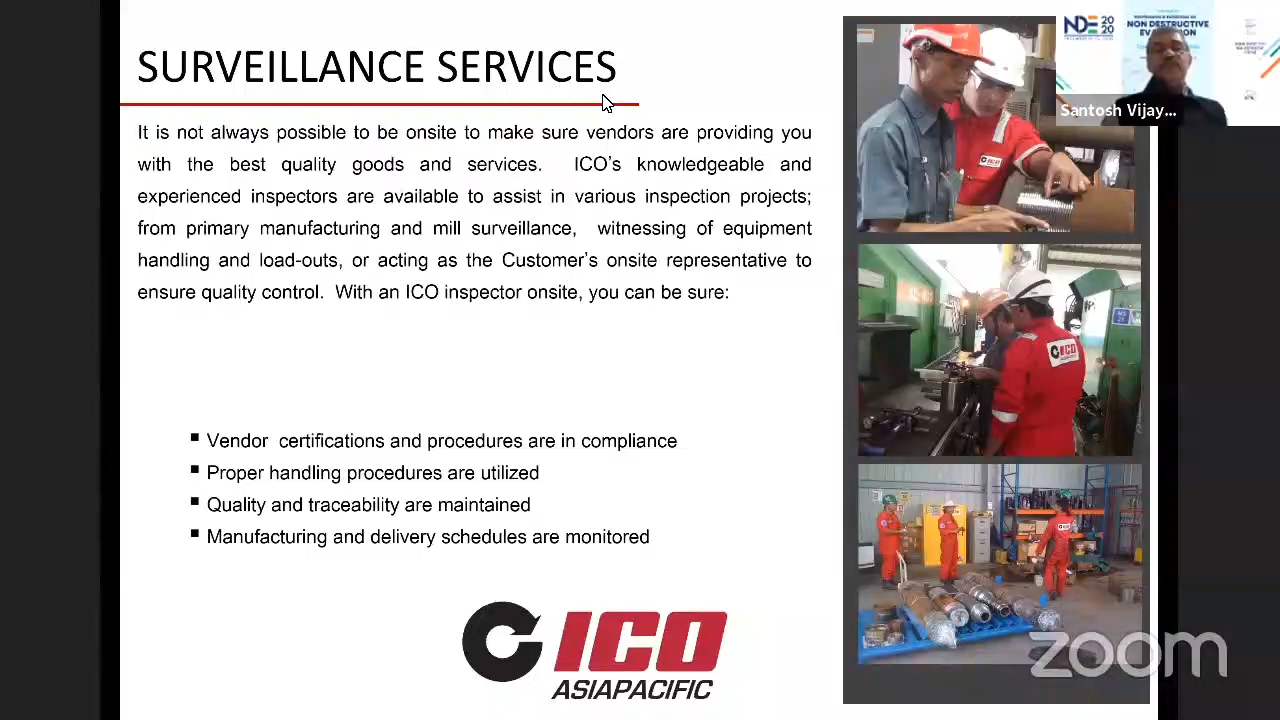 SURVEILLANCE SERVICES
It is not always possible to be onsite to make sure vendors are providing you
with the best quality goods and services. ICO's knowledgeable and
experienced inspectors are available to assist in various inspection projects;
from primary manufacturing and mill surveillance, witnessing of equipment
handling and load-outs, or acting as the Customer's onsite representative to
ensure quality control. With an ICO inspector onsite, you can be sure:
▪ Vendor certifications and procedures are in compliance
▪ Proper handling procedures are utilized
▪ Quality and traceability are maintained
▪ Manufacturing and delivery schedules are monitored
ICO
ASIAPACIFIC
NDE 2020
NON DESTRUCTIVE
Santosh Vijay...
ICO
ICO
ICO
zoom